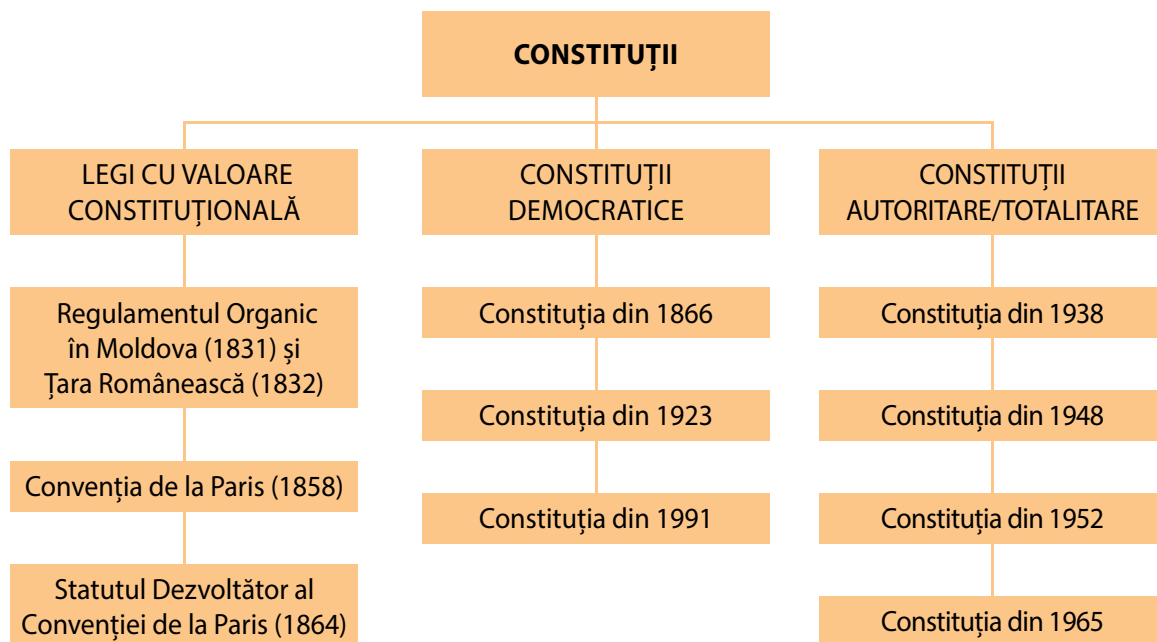 CONSTITUȚII
LEGI CU VALOARE
CONSTITUȚIONALĂ
Regulamentul Organic
în Moldova (1831) și
Țara Românească (1832)
Convenția de la Paris (1858)
Statutul Dezvoltător al
Convenției de la Paris (1864)
CONSTITUȚII
DEMOCRATICE
Constituția din 1866
Constituția din 1923
Constituția din 1991
CONSTITUȚII
AUTORITARE/TOTALITARE
Constituția din 1938
Constituția din 1948
Constituția din 1952
Constituția din 1965